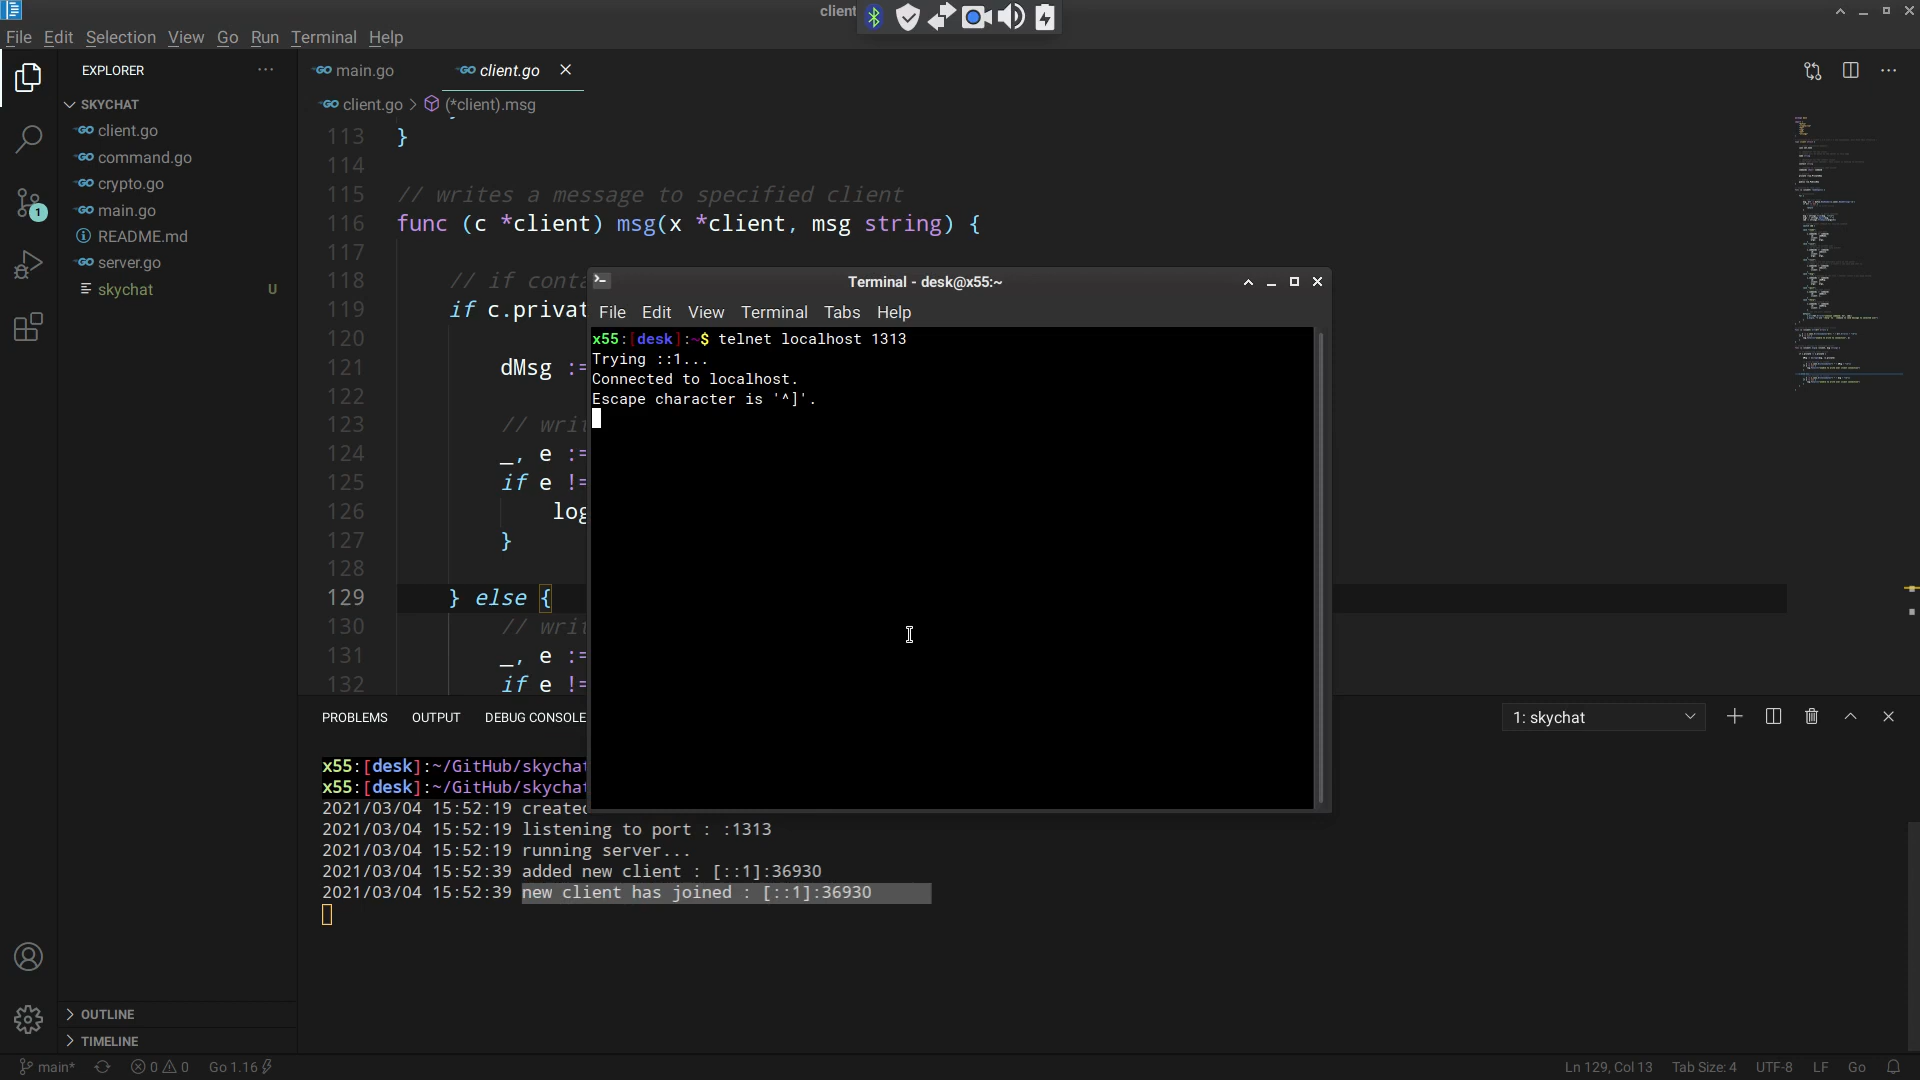 client
File Edit Selection View Go Run Terminal Help
EXPLORER
SKYCHAT
client.go
command.go
crypto.go
main.go
README.md
server.go
skychat U
1
OUTLINE
TIMELINE
main.go client.go
client.go > (*client).msg
113 }
114
115 // writes a message to specified client
116 func (c *client) msg(x *client, msg string) {
117
118 // if conta
119 if c.privat
120
121 dMsg :=
122
123 // wri
124 _, e :=
125 if e !=
126 log
127 }
128
129 } else {
130 // wri
131 _, e :=
132 if e !=
Terminal - desk@x55:~
File Edit View Terminal Tabs Help
x55:[desk]:~$ telnet localhost 1313
Trying ::1...
Connected to localhost.
Escape character is '^]'.
PROBLEMS OUTPUT DEBUG CONSOLE
1: skychat
x55:[desk]:~/GitHub/skychat
x55:[desk]:~/GitHub/skychat
2021/03/04 15:52:19 created
2021/03/04 15:52:19 listening to port : :1313
2021/03/04 15:52:19 running server...
2021/03/04 15:52:39 added new client : [::1]:36930
2021/03/04 15:52:39 new client has joined : [::1]:36930
main* 0 0 Go 1.16
Ln 129, Col 13 Tab Size: 4 UTF-8 LF Go